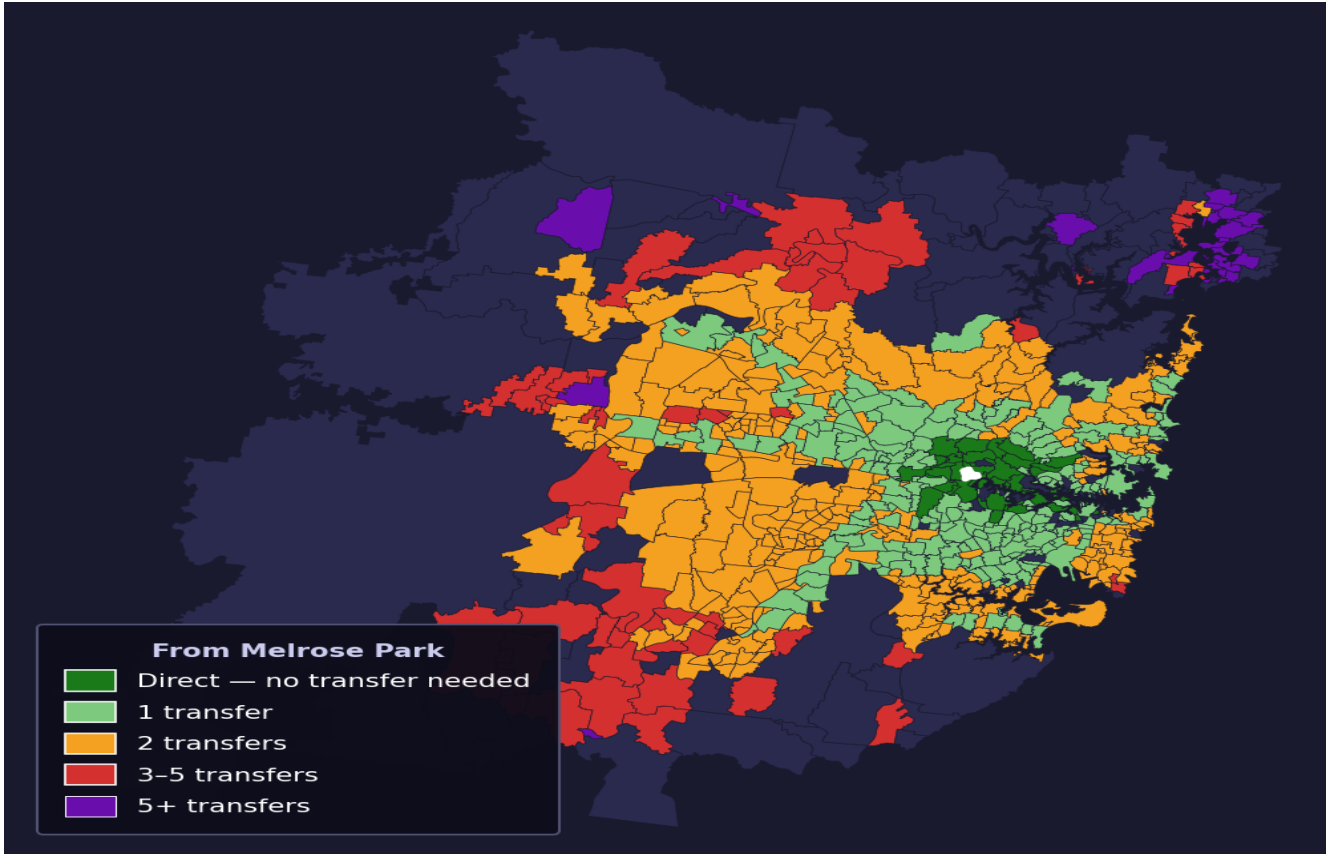 From Melrose Park
Direct — no transfer needed
1 transfer
2 transfers
3–5 transfers
5+ transfers